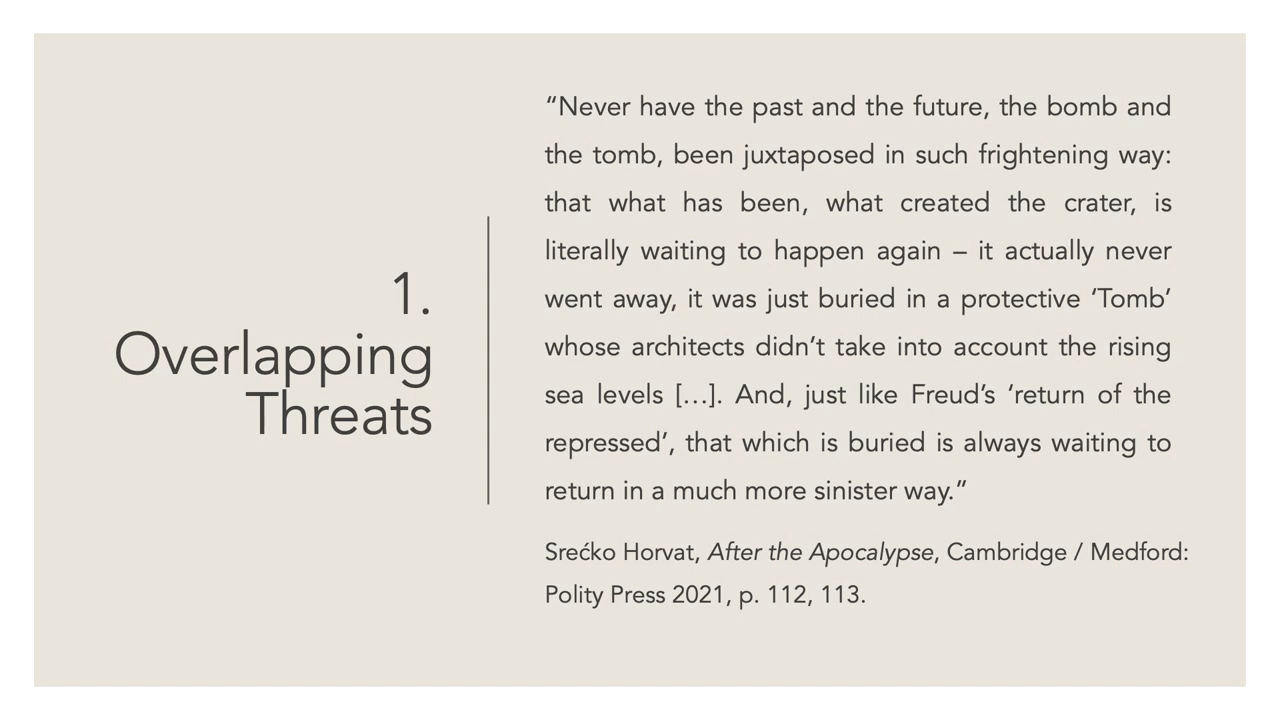 1.
Overlapping
Threats
“Never have the past and the future, the bomb and
the tomb, been juxtaposed in such frightening way:
that what has been, what created the crater, is
literally waiting to happen again – it actually never
went away, it was just buried in a protective ‘Tomb’
whose architects didn’t take into account the rising
sea levels […]. And, just like Freud’s ‘return of the
repressed’, that which is buried is always waiting to
return in a much more sinister way.”
Srećko Horvat, After the Apocalypse, Cambridge / Medford:
Polity Press 2021, p. 112, 113.